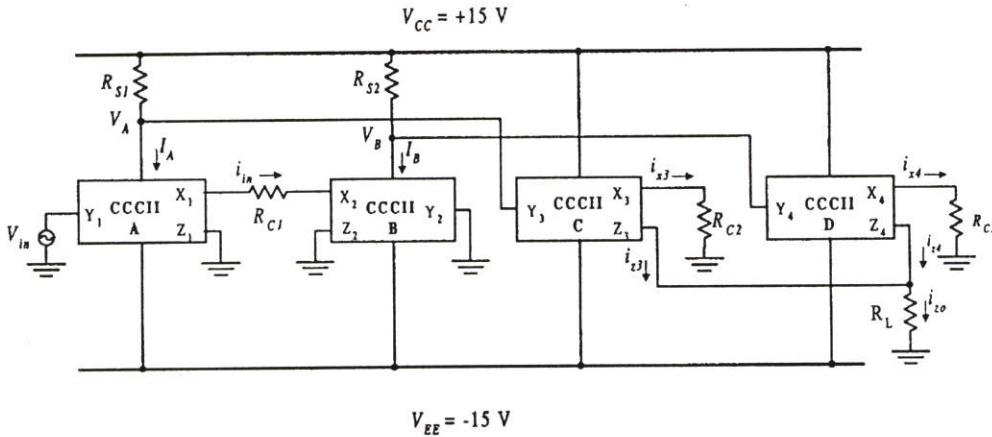 V_CC = +15 V
R_S1
R_S2
V_A
V_B
I_A
I_B
i_in
R_C1
Y_1
CCCII
A
X_1
Z_1
X_2
Z_2
CCCII
B
Y_2
V_in
Y_3
CCCII
C
X_3
Z_3
i_x3
R_C2
i_z3
Y_4
CCCII
D
X_4
Z_4
i_x4
i_z4
R_L
i_zo
V_EE = -15 V